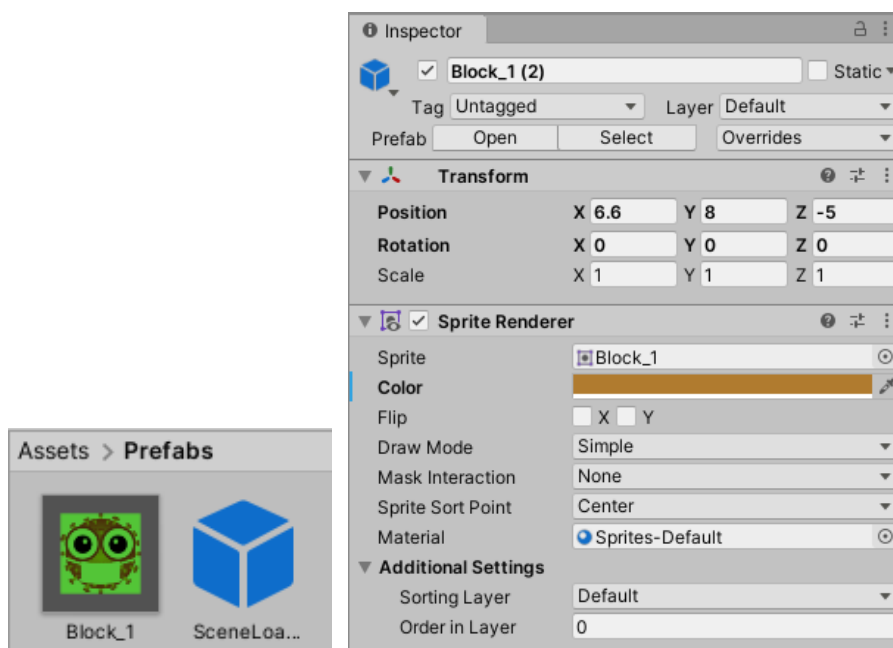 Assets > Prefabs
Block_1
SceneLoa...
Inspector
Block_1 (2)
Static
Tag Untagged Layer Default
Prefab Open Select Overrides
Transform
Position X 6.6 Y 8 Z -5
Rotation X 0 Y 0 Z 0
Scale X 1 Y 1 Z 1
Sprite Renderer
Sprite Block_1
Color
Flip X Y
Draw Mode Simple
Mask Interaction None
Sprite Sort Point Center
Material Sprites-Default
Additional Settings
Sorting Layer Default
Order in Layer 0